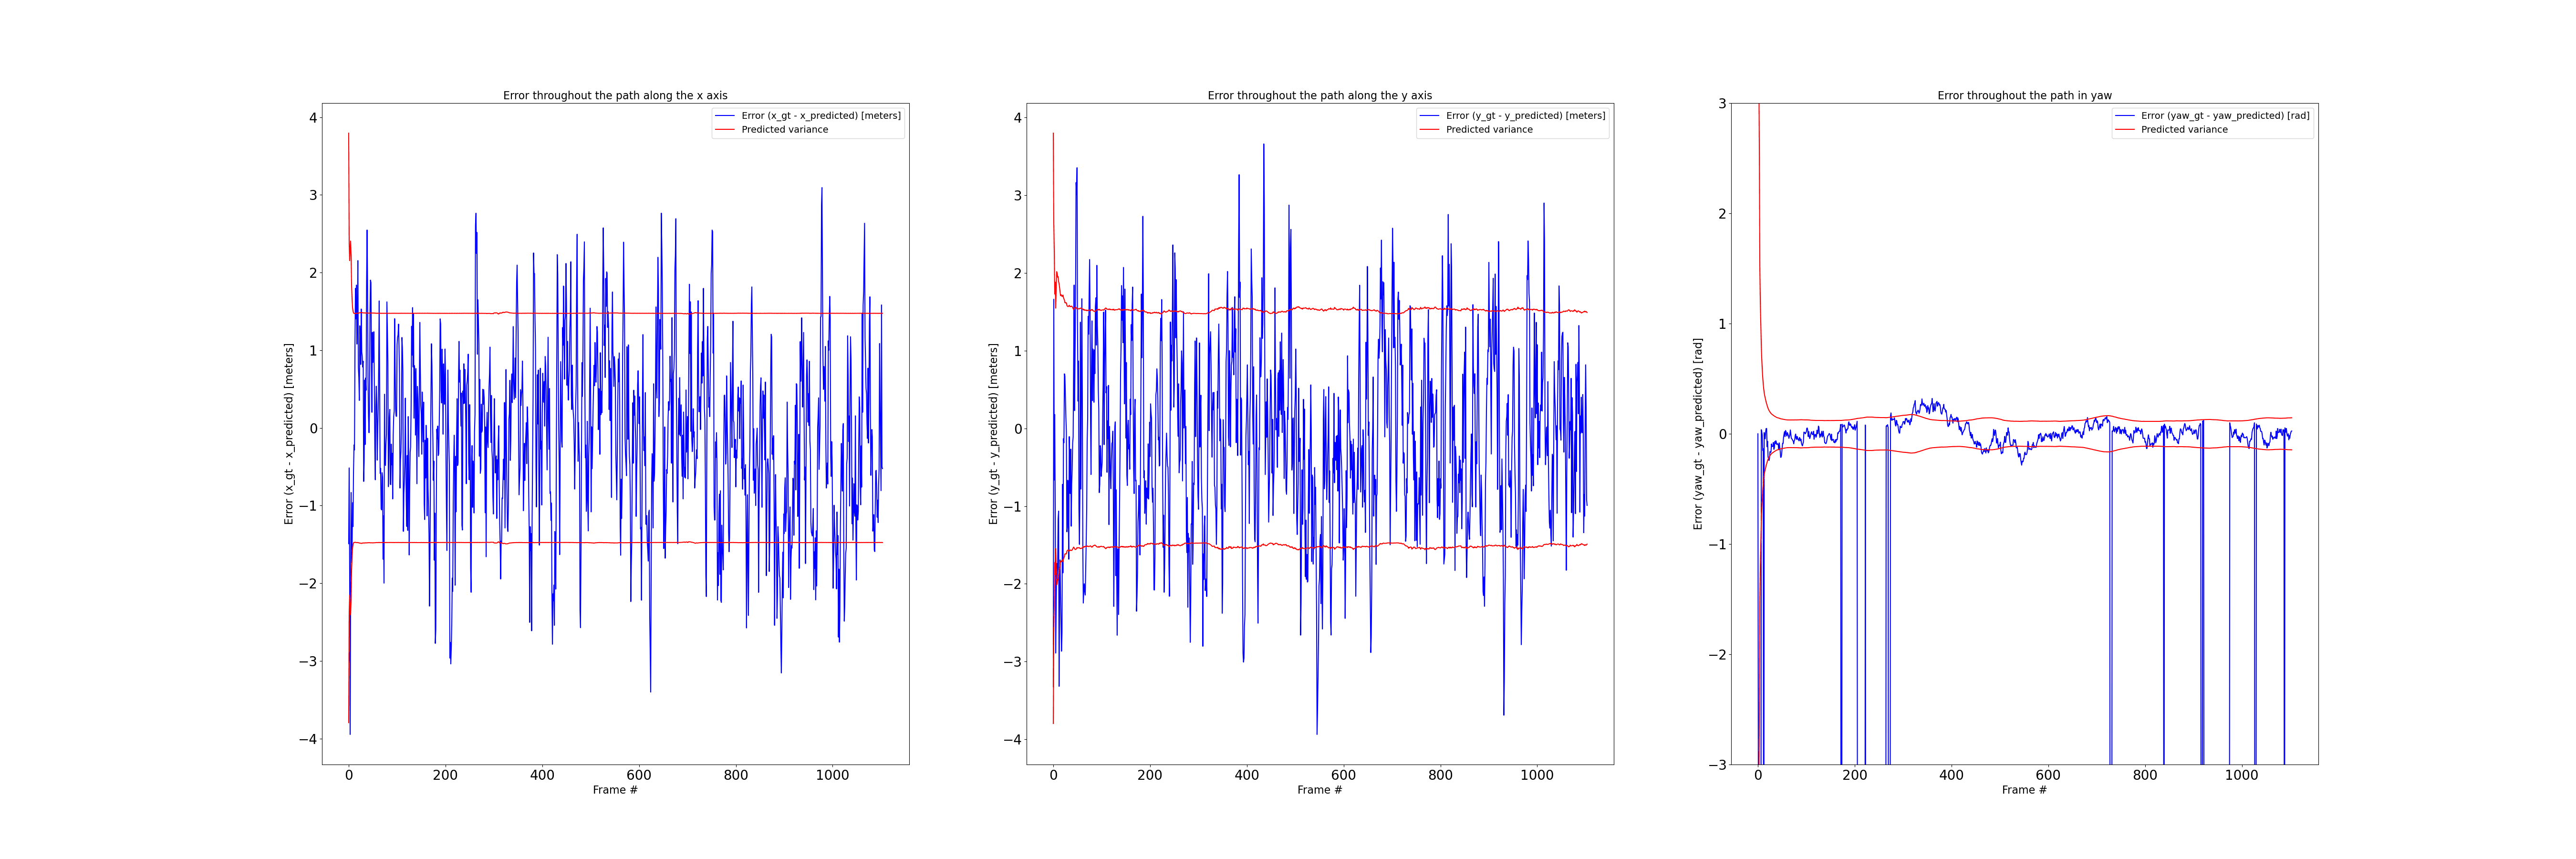 Error throughout the path along the x axis
Error (x_gt - x_predicted) [meters]
Predicted variance
4
3
2
1
0
−1
−2
−3
−4
Error (x_gt - x_predicted) [meters]
0 200 400 600 800 1000
Frame #
Error throughout the path along the y axis
Error (y_gt - y_predicted) [meters]
Predicted variance
4
3
2
1
0
−1
−2
−3
−4
Error (y_gt - y_predicted) [meters]
0 200 400 600 800 1000
Frame #
Error throughout the path in yaw
Error (yaw_gt - yaw_predicted) [rad]
Predicted variance
3
2
1
0
−1
−2
−3
Error (yaw_gt - yaw_predicted) [rad]
0 200 400 600 800 1000
Frame #